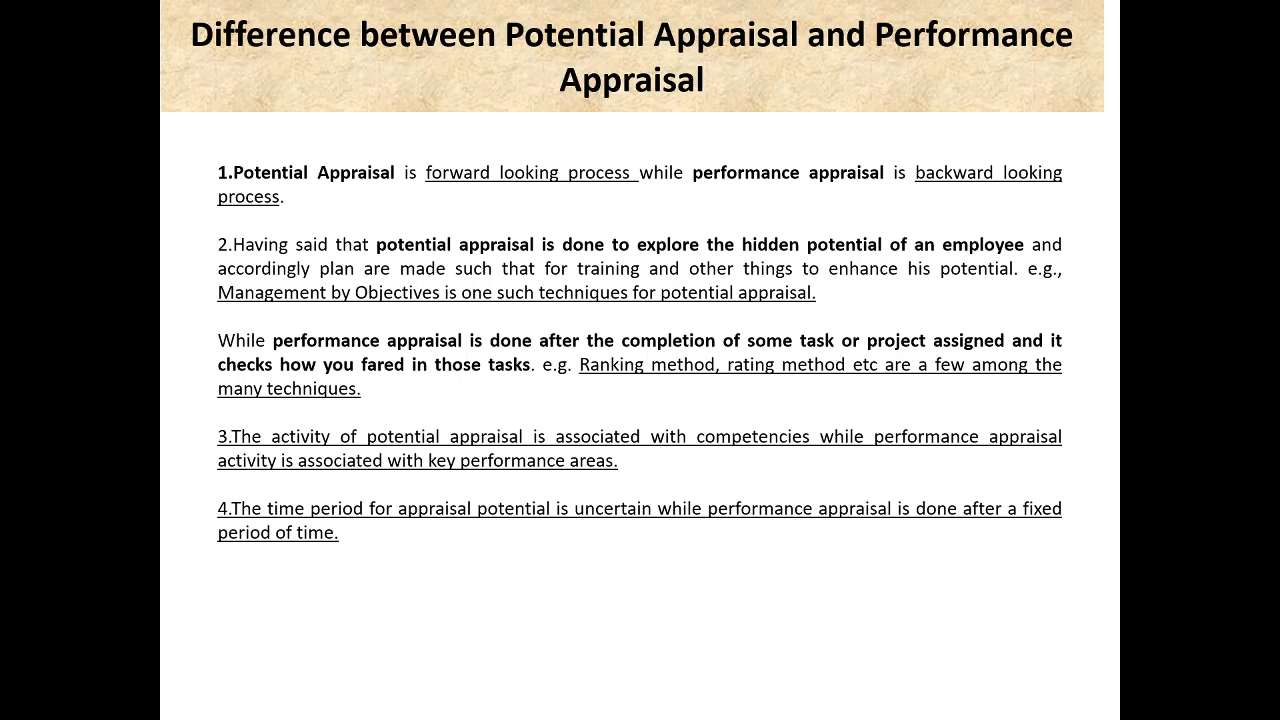 Difference between Potential Appraisal and Performance
Appraisal
1.Potential Appraisal is forward looking process while performance appraisal is backward looking
process.
2.Having said that potential appraisal is done to explore the hidden potential of an employee and
accordingly plan are made such that for training and other things to enhance his potential. e.g.,
Management by Objectives is one such techniques for potential appraisal.
While performance appraisal is done after the completion of some task or project assigned and it
checks how you fared in those tasks. e.g. Ranking method, rating method etc are a few among the
many techniques.
3.The activity of potential appraisal is associated with competencies while performance appraisal
activity is associated with key performance areas.
4.The time period for appraisal potential is uncertain while performance appraisal is done after a fixed
period of time.